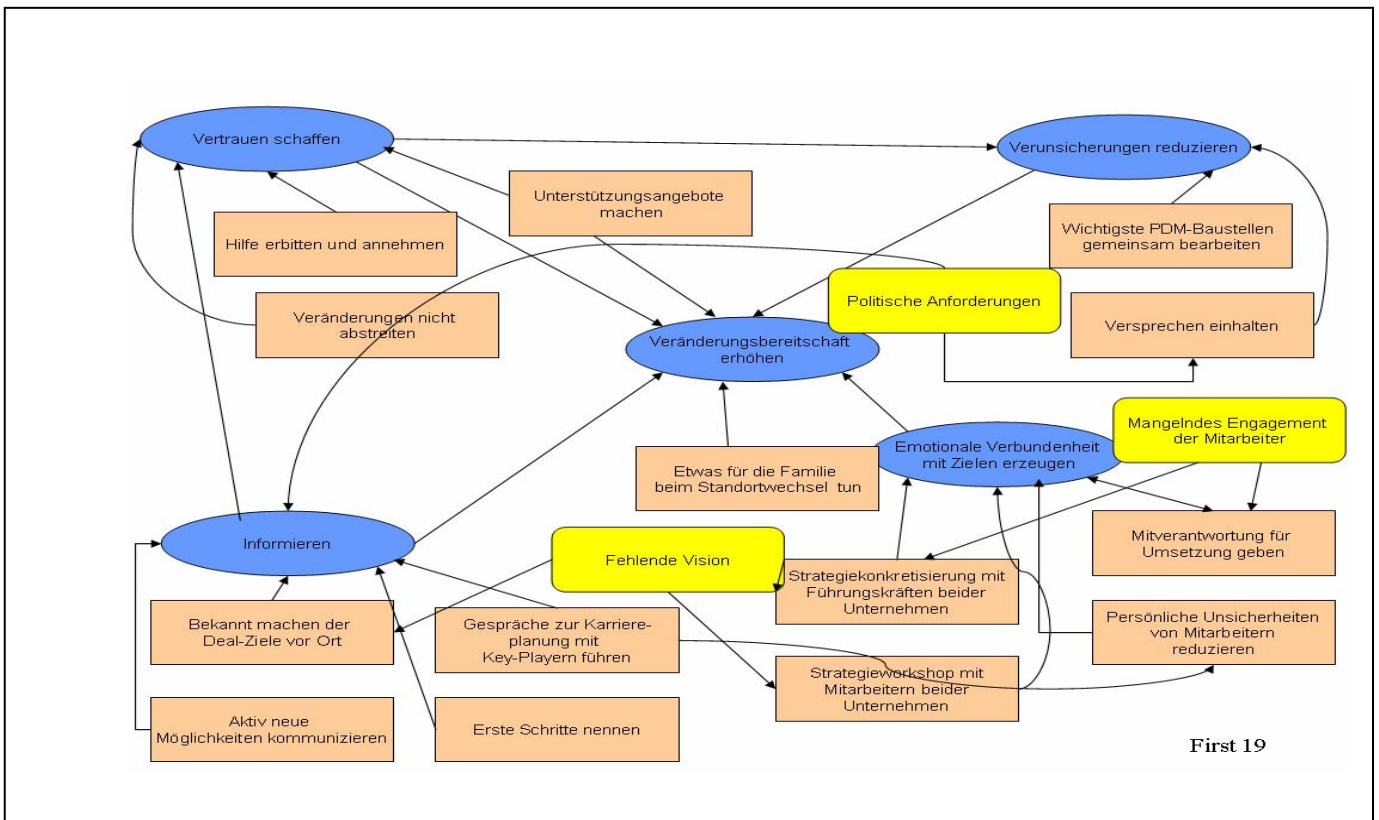 Vertrauen schaffen
Verunsicherungen reduzieren
Unterstützungsangebote
machen
Wichtigste PDM-Baustellen
gemeinsam bearbeiten
Hilfe erbitten und annehmen
Politische Anforderungen
Veränderungen nicht
abstreiten
Versprechen einhalten
Veränderungsbereitschaft
erhöhen
Mangelndes Engagement
der Mitarbeiter
Emotionale Verbundenheit
mit Zielen erzeugen
Etwas für die Familie
beim Standortwechsel tun
Informieren
Fehlende Vision
Mitverantwortung für
Umsetzung geben
Strategiekonkretisierung mit
Führungskräften beider
Unternehmen
Bekannt machen der
Deal-Ziele vor Ort
Gespräche zur Karriere-
planung mit
Key-Playern führen
Persönliche Unsicherheiten
von Mitarbeitern
reduzieren
Strategieworkshop mit
Mitarbeitern beider
Unternehmen
Aktiv neue
Möglichkeiten kommunizieren
Erste Schritte nennen
First 19